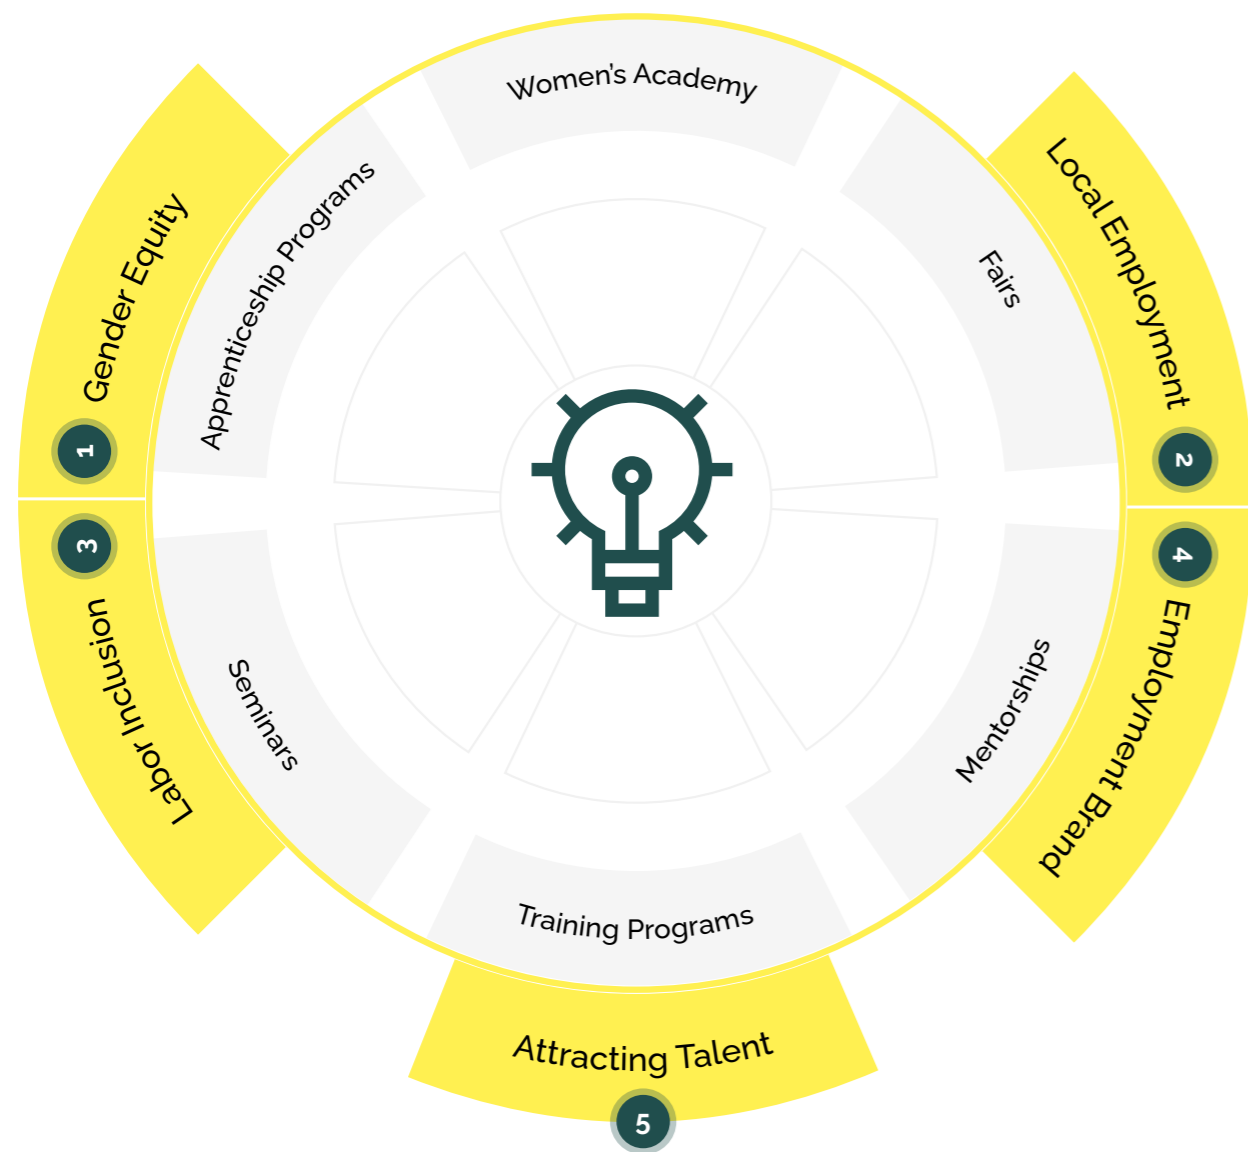 Women's Academy
Apprenticeship Programs
Fairs
Seminars
Mentorships
Training Programs
Gender Equity
1
Local Employment
2
3
Labor Inclusion
4
Employment Brand
Attracting Talent
5